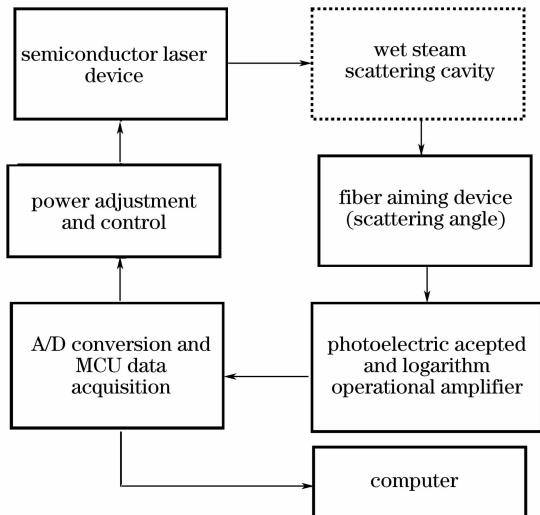 semiconductor laser
device
wet steam
scattering cavity
power adjustment
and control
fiber aiming device
(scattering angle)
A/D conversion and
MCU data
acquisition
photoelectric acepted
and logarithm
operational amplifier
computer